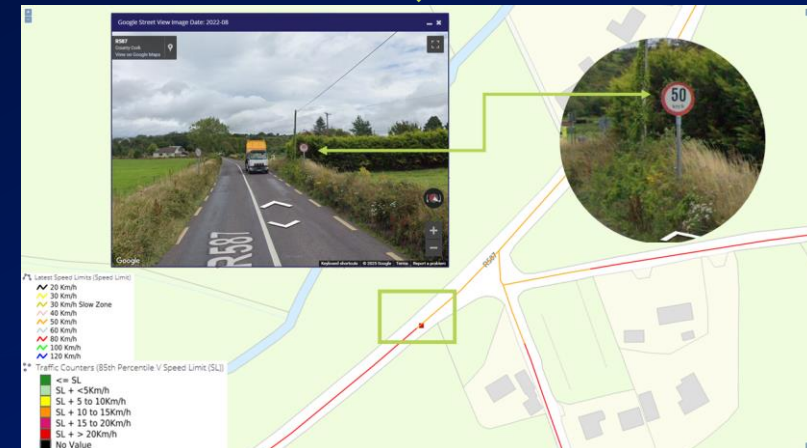 Google Street View Image Date: 2022-08
R587
County Cork
View on Google Maps
R587
Google
Keyboard shortcuts © 2025 Google Terms Report a problem
50
km/h
R587
Latest Speed Limits (Speed Limit)
20 Km/h
30 Km/h
30 Km/h Slow Zone
40 Km/h
50 Km/h
60 Km/h
80 Km/h
100 Km/h
120 Km/h
Traffic Counters (85th Percentile V Speed Limit (SL))
<= SL
SL + <5Km/h
SL + 5 to 10Km/h
SL + 10 to 15Km/h
SL + 15 to 20Km/h
SL + > 20Km/h
No Value